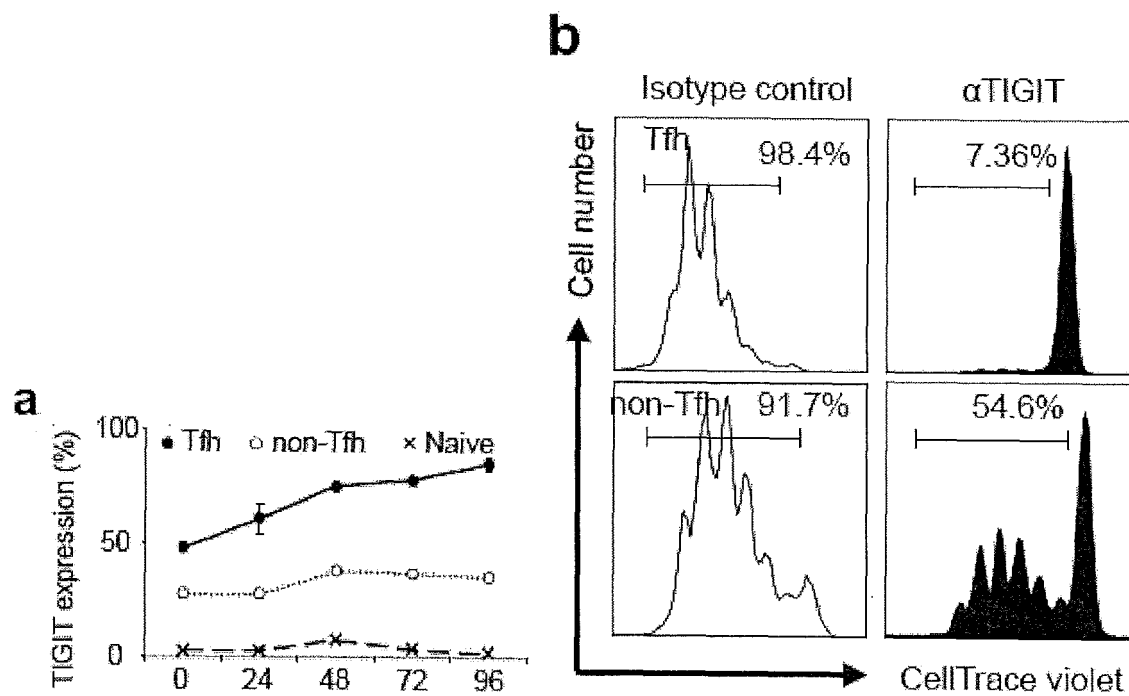 b
Isotype control
αTIGIT
Cell number
Tfh
98.4%
7.36%
non-Tfh
91.7%
54.6%
CellTrace violet
a
TIGIT expression (%)
100
50
0
Tfh
non-Tfh
Naive
0 24 48 72 96